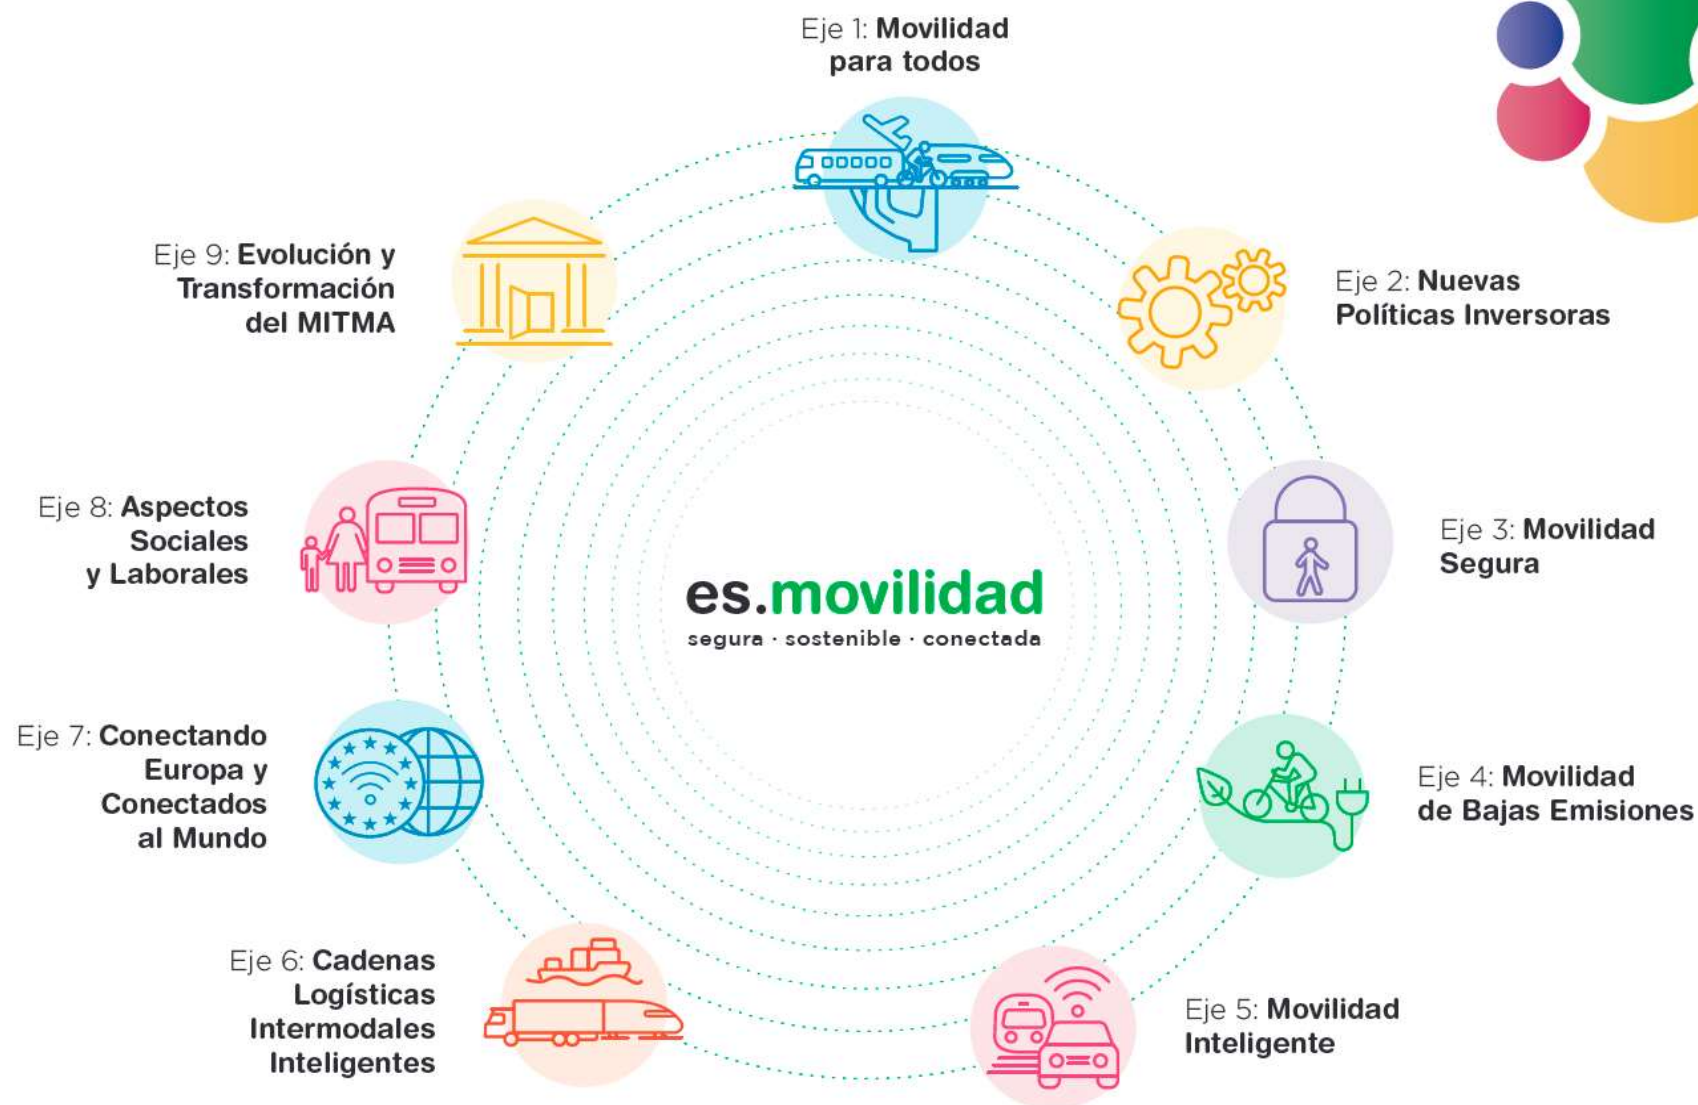 Eje 1: Movilidad
para todos
Eje 2: Nuevas
Políticas Inversoras
Eje 3: Movilidad
Segura
Eje 4: Movilidad
de Bajas Emisiones
Eje 5: Movilidad
Inteligente
Eje 6: Cadenas
Logísticas
Intermodales
Inteligentes
Eje 7: Conectando
Europa y
Conectados
al Mundo
Eje 8: Aspectos
Sociales
y Laborales
Eje 9: Evolución y
Transformación
del MITMA
es.movilidad
segura · sostenible · conectada